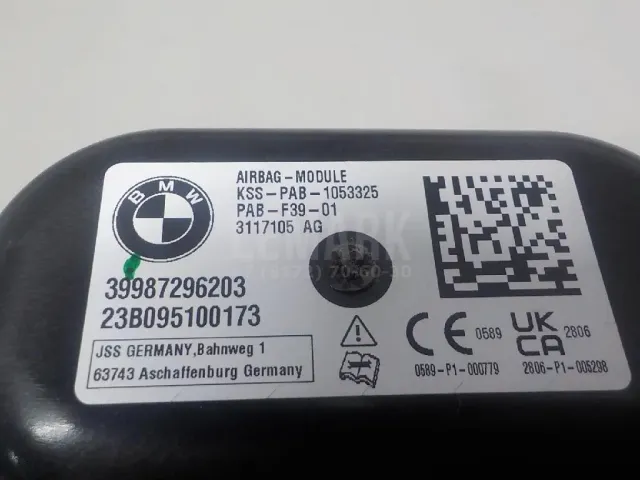 BMW
AIRBAG-MODULE
KSS-PAB-1053325
PAB-F39-01
3117105 AG
39987296203
23B095100173
JSS GERMANY, Bahnweg 1
63743 Aschaffenburg Germany
CE 0589
UK CA 2806
0589-P1-000779
2806-P1-005298